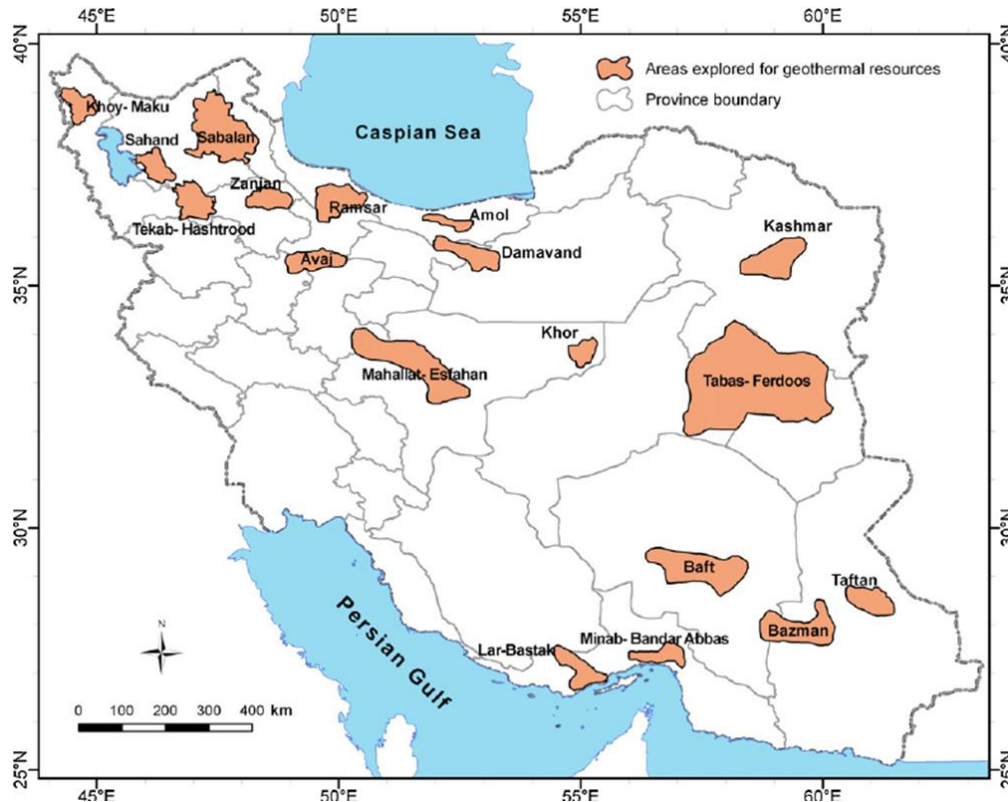 45°E 50°E 55°E 60°E
40°N 40°N
Areas explored for geothermal resources
Province boundary
Caspian Sea
Khoy- Maku
Sahand
Sabalan
Zanjan
Ramsar
Amol
Tekab- Hashtrood
Damavand
Kashmar
Avaj
35°N 35°N
Khor
Mahallat- Esfahan
Tabas- Ferdoos
30°N 30°N
Baft
Taftan
Persian Gulf
N
Minab- Bandar Abbas
Bazman
Lar-Bastak
0 100 200 300 400 km
25°N 25°N
45°E 50°E 55°E 60°E